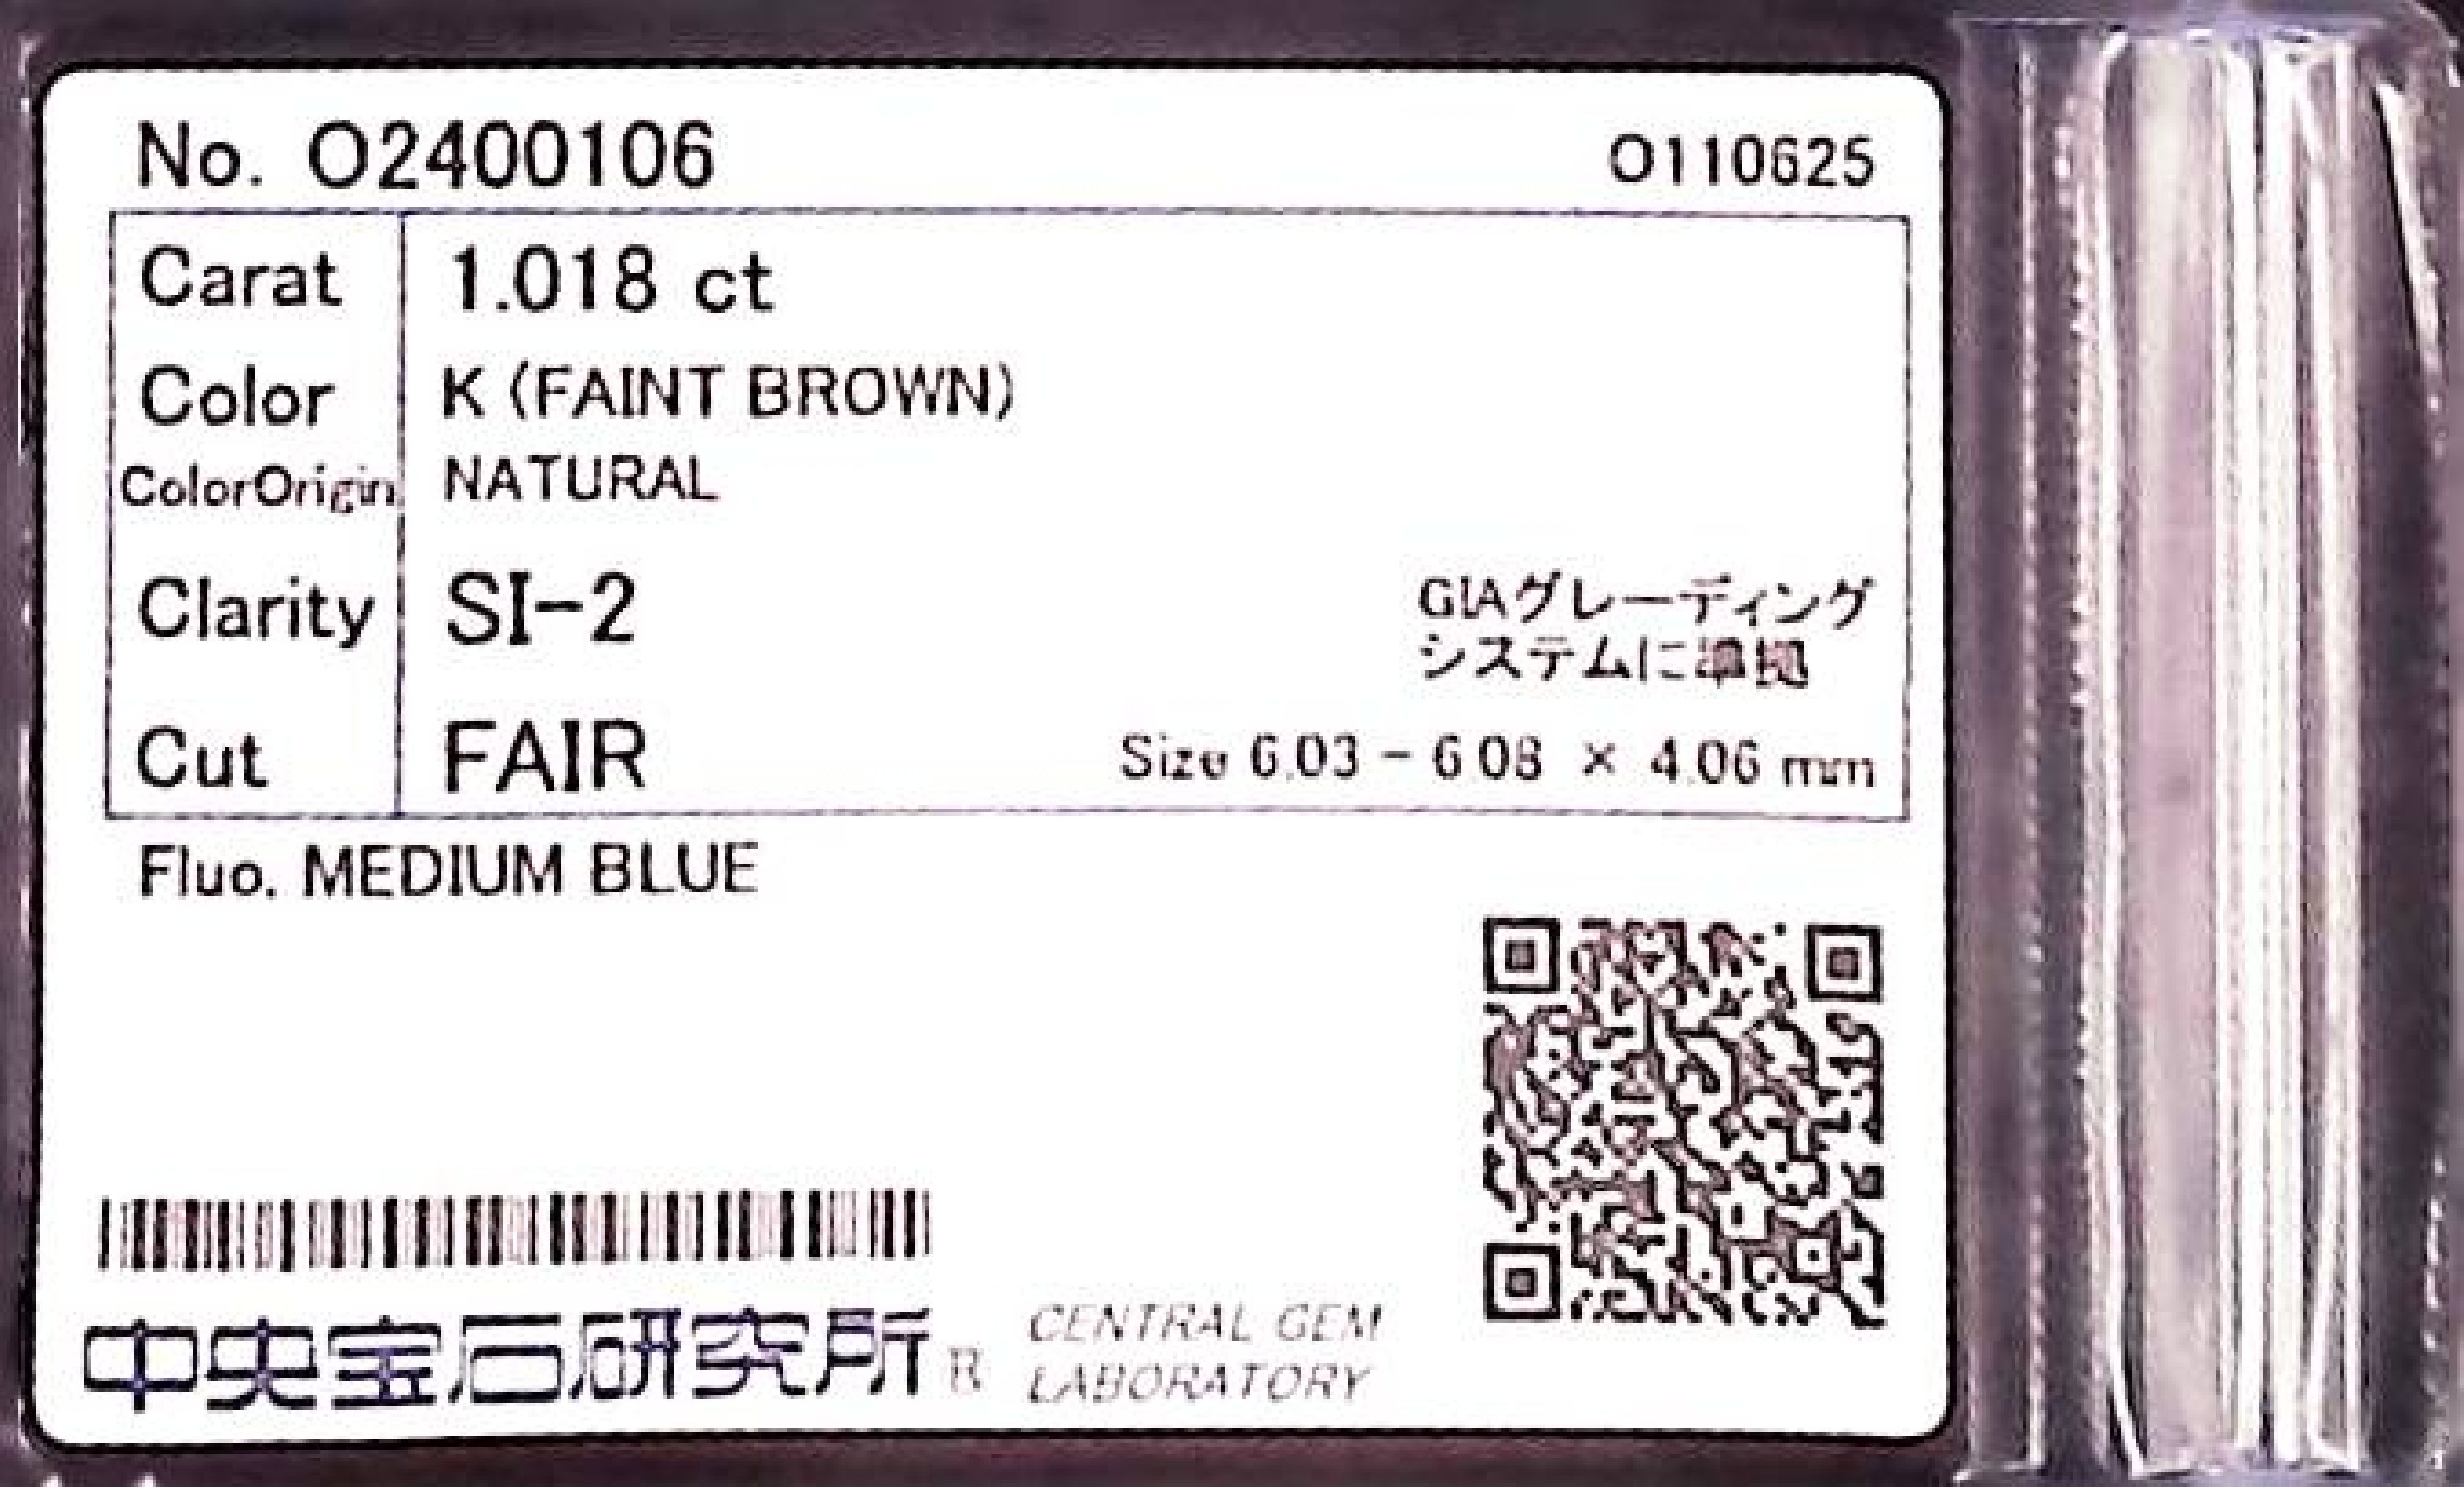 No. O2400106
O110625
Carat 1.018 ct
Color K (FAINT BROWN)
ColorOrigin NATURAL
Clarity SI-2
GIAグレーディング
システムに準拠
Cut FAIR
Size 6.03 - 6.08 × 4.06 mm
Fluo. MEDIUM BLUE
中央宝石研究所 R CENTRAL GEM
LABORATORY